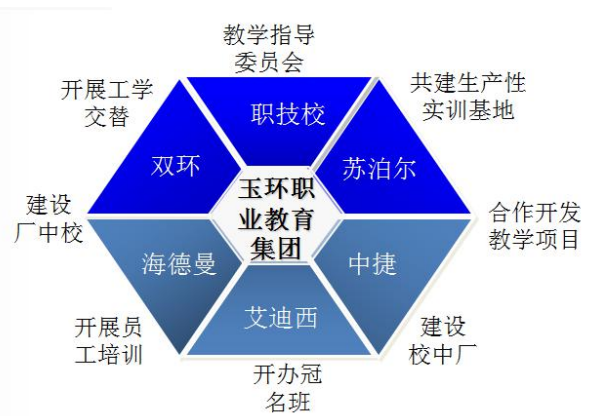 教学指导
委员会
开展工学
交替
共建生产性
实训基地
职技校
双环
苏泊尔
玉环职
业教育
集团
建设
厂中校
合作开发
教学项目
海德曼
中捷
艾迪西
开展员
工培训
建设
校中厂
开办冠
名班